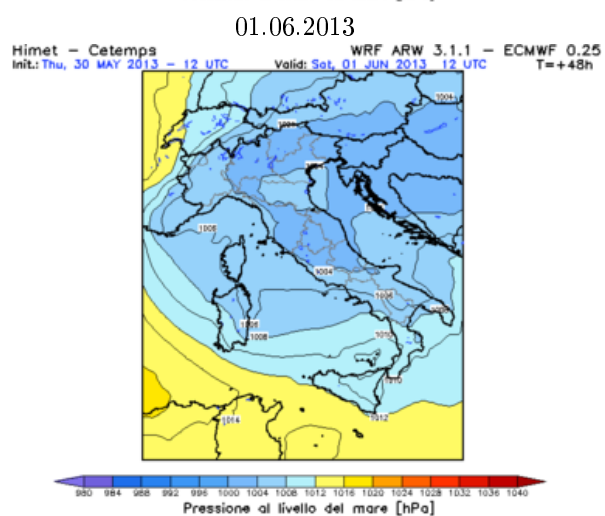 01.06.2013
Himet - Cetemps WRF ARW 3.1.1 - ECMWF 0.25
Init.: Thu, 30 MAY 2013 - 12 UTC Valid: Sat, 01 JUN 2013 12 UTC T=+48h
1004
1008
1004
1006
1006
1008
1010
1010
1012
1014
980 984 988 992 996 1000 1004 1008 1012 1016 1020 1024 1028 1032 1036 1040
Pressione al livello del mare [hPa]